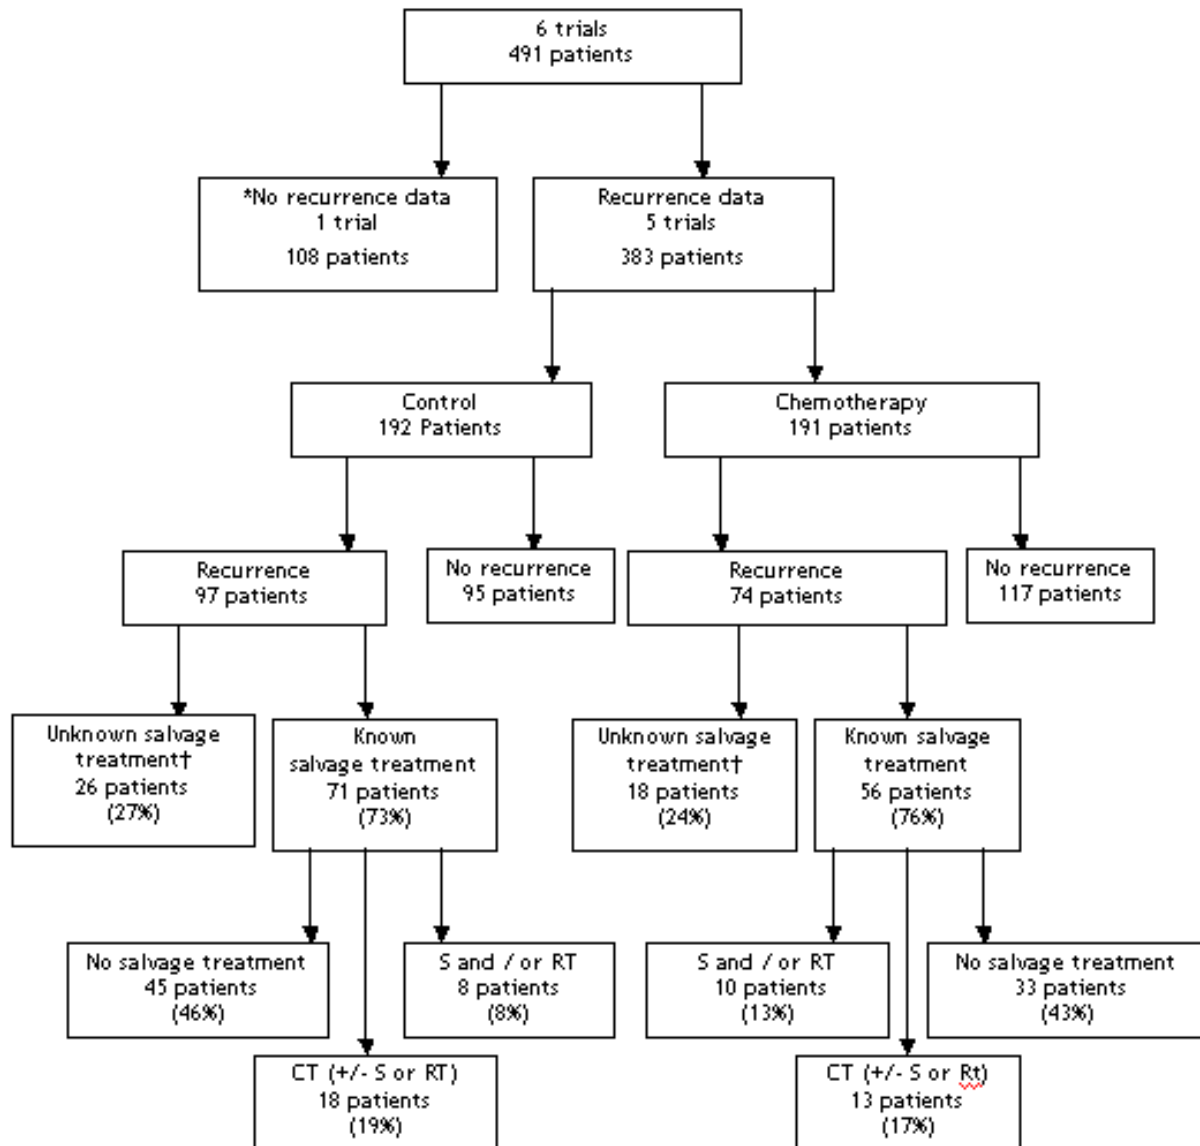 6 trials
491 patients
*No recurrence data
1 trial
108 patients
Recurrence data
5 trials
383 patients
Control
192 Patients
Chemotherapy
191 patients
Recurrence
97 patients
No recurrence
95 patients
Recurrence
74 patients
No recurrence
117 patients
Unknown salvage
treatment†
26 patients
(27%)
Known
salvage treatment
71 patients
(73%)
Unknown salvage
treatment†
18 patients
(24%)
Known salvage
treatment
56 patients
(76%)
No salvage treatment
45 patients
(46%)
S and / or RT
8 patients
(8%)
S and / or RT
10 patients
(13%)
No salvage treatment
33 patients
(43%)
CT (+/- S or RT)
18 patients
(19%)
CT (+/- S or Rt)
13 patients
(17%)